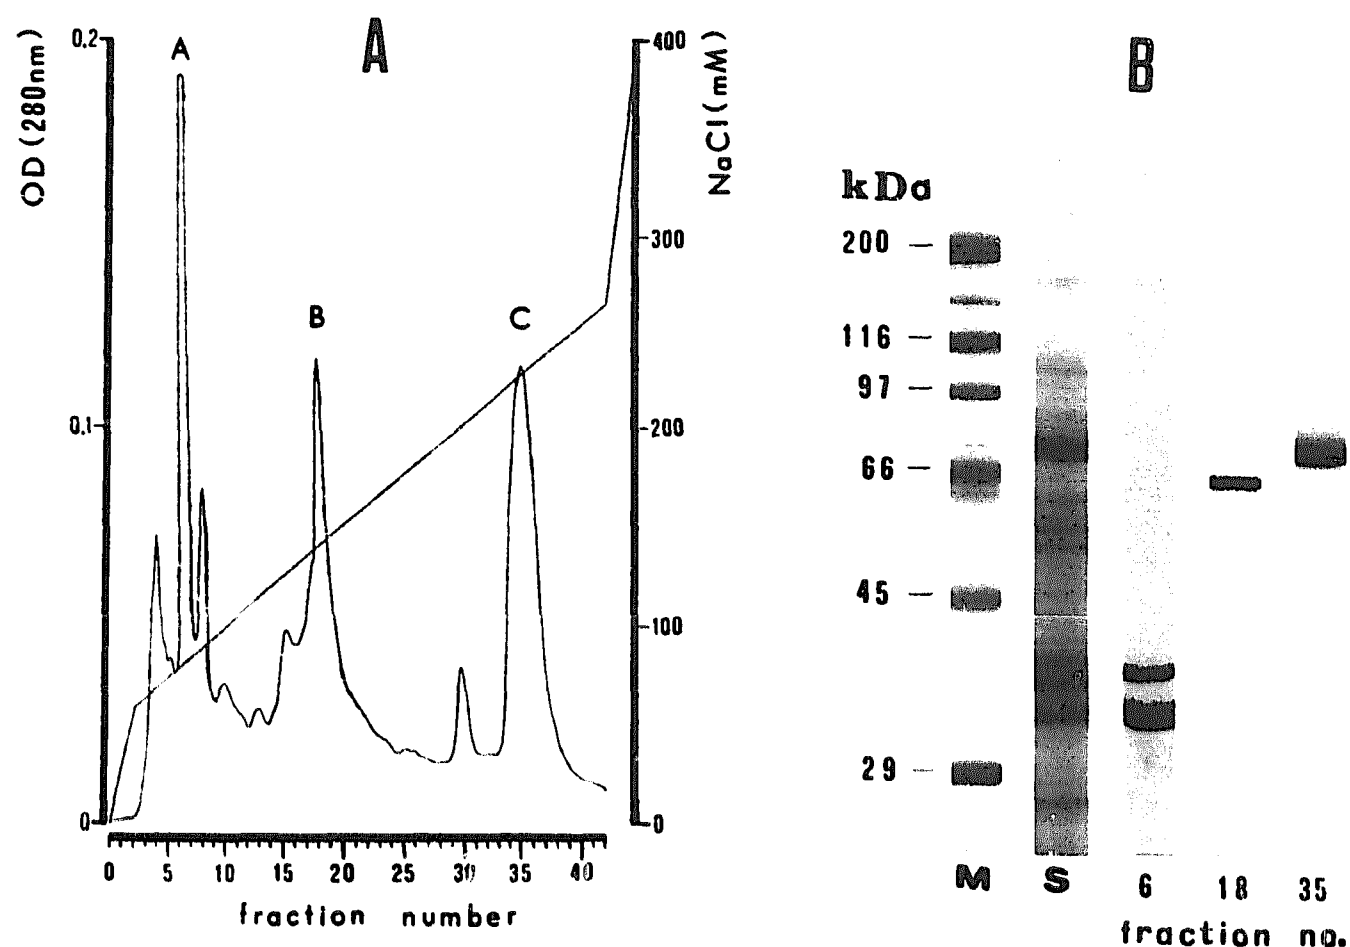 A
OD (280nm)
0.2
0.1
0
A
B
C
NaCl (mM)
400
300
200
100
0
0 5 10 15 20 25 30 35 40
fraction number
B
kDa
200
116
97
66
45
29
M S 6 18 35
fraction no.